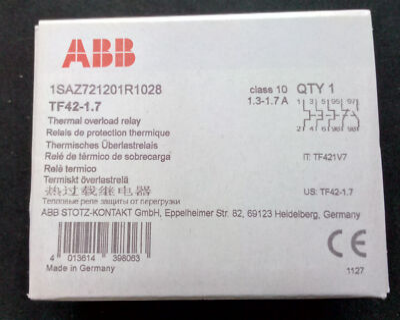 ABB
1SAZ721201R1028
class 10 QTY 1
TF42-1.7
1.3-1.7 A
Thermal overload relay
Relais de protection thermique
Thermisches Überlastrelais
Relé de térmico de sobrecarga
IT: TF421V7
Relè termico
Termiskt överlastrelä
热过载继电器
US: TF42-1.7
Тепловые реле защиты от перегрузки
ABB STOTZ-KONTAKT GmbH, Eppelheimer Str. 82, 69123 Heidelberg, Germany
4 013614 398063
CE
Made in Germany
1127